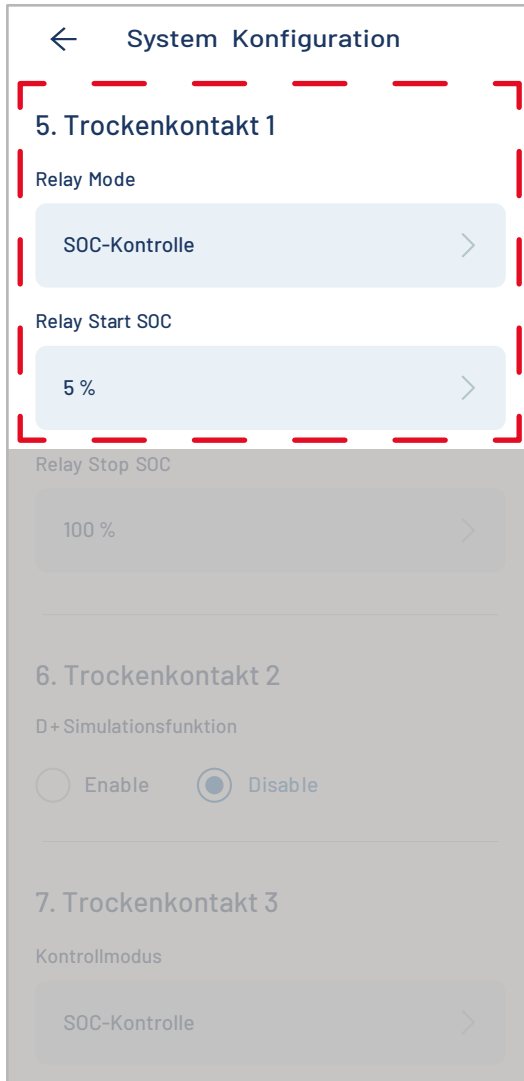 System Konfiguration
5. Trockenkontakt 1
Relay Mode
SOC-Kontrolle
Relay Start SOC
5 %
Relay Stop SOC
100 %
6. Trockenkontakt 2
D+ Simulationsfunktion
Enable Disable
7. Trockenkontakt 3
Kontrollmodus
SOC-Kontrolle